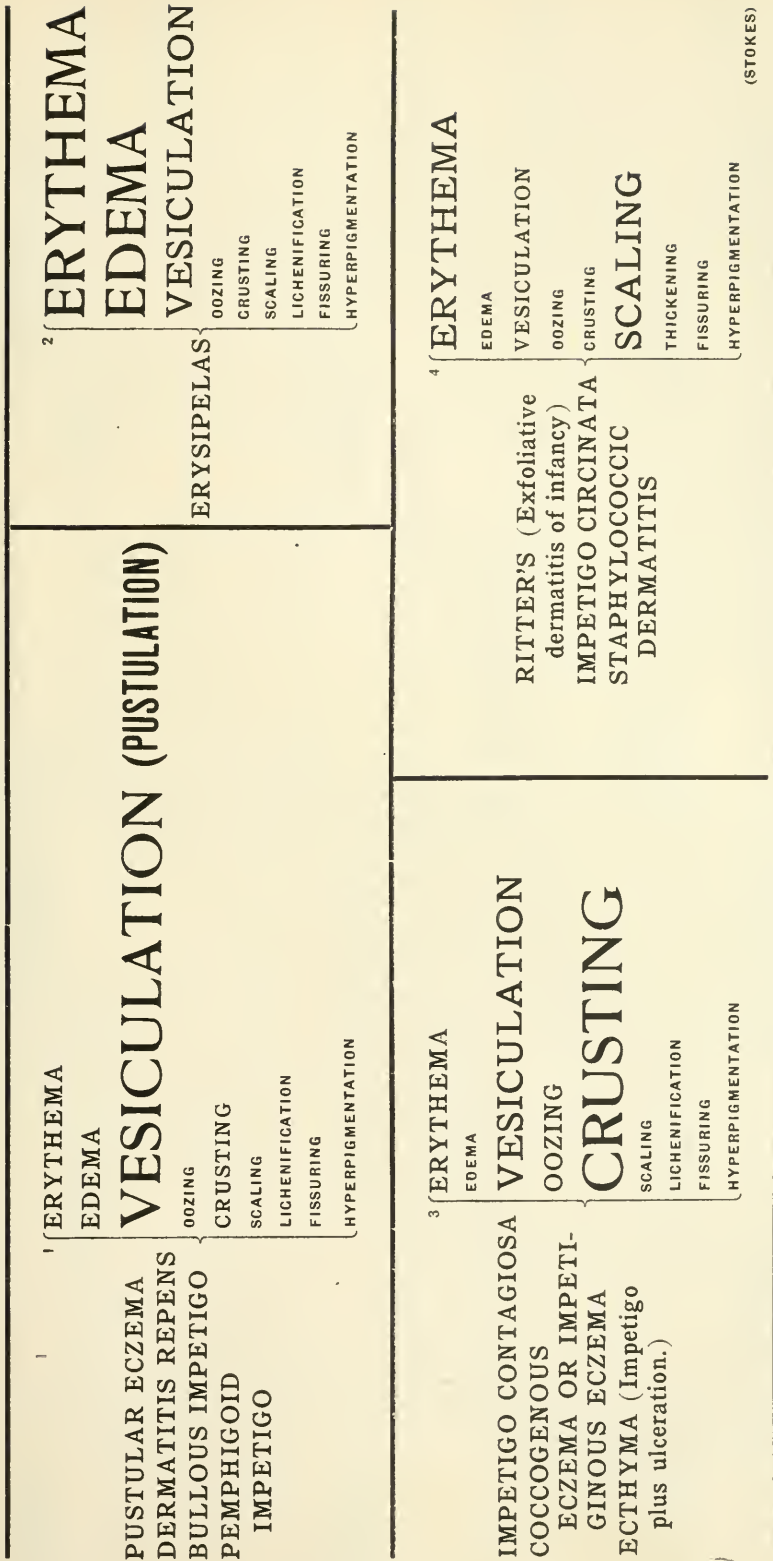 1
PUSTULAR ECZEMA
DERMATITIS REPENS
BULLOUS IMPETIGO
PEMPHIGOID
IMPETIGO
ERYTHEMA
EDEMA
VESICULATION (PUSTULATION)
OOZING
CRUSTING
SCALING
LICHENIFICATION
FISSURING
HYPERPIGMENTATION
2
ERYSIPELAS
ERYTHEMA
EDEMA
VESICULATION
OOZING
CRUSTING
SCALING
LICHENIFICATION
FISSURING
HYPERPIGMENTATION
3
IMPETIGO CONTAGIOSA
COCCOGENOUS
ECZEMA OR IMPETI-
GINOUS ECZEMA
ECTHYMA (Impetigo
plus ulceration.)
ERYTHEMA
EDEMA
VESICULATION
OOZING
CRUSTING
SCALING
LICHENIFICATION
FISSURING
HYPERPIGMENTATION
4
RITTER'S (Exfoliative
dermatitis of infancy)
IMPETIGO CIRCINATA
STAPHYLOCOCCIC
DERMATITIS
ERYTHEMA
EDEMA
VESICULATION
OOZING
CRUSTING
SCALING
THICKENING
FISSURING
HYPERPIGMENTATION
(STOKES)